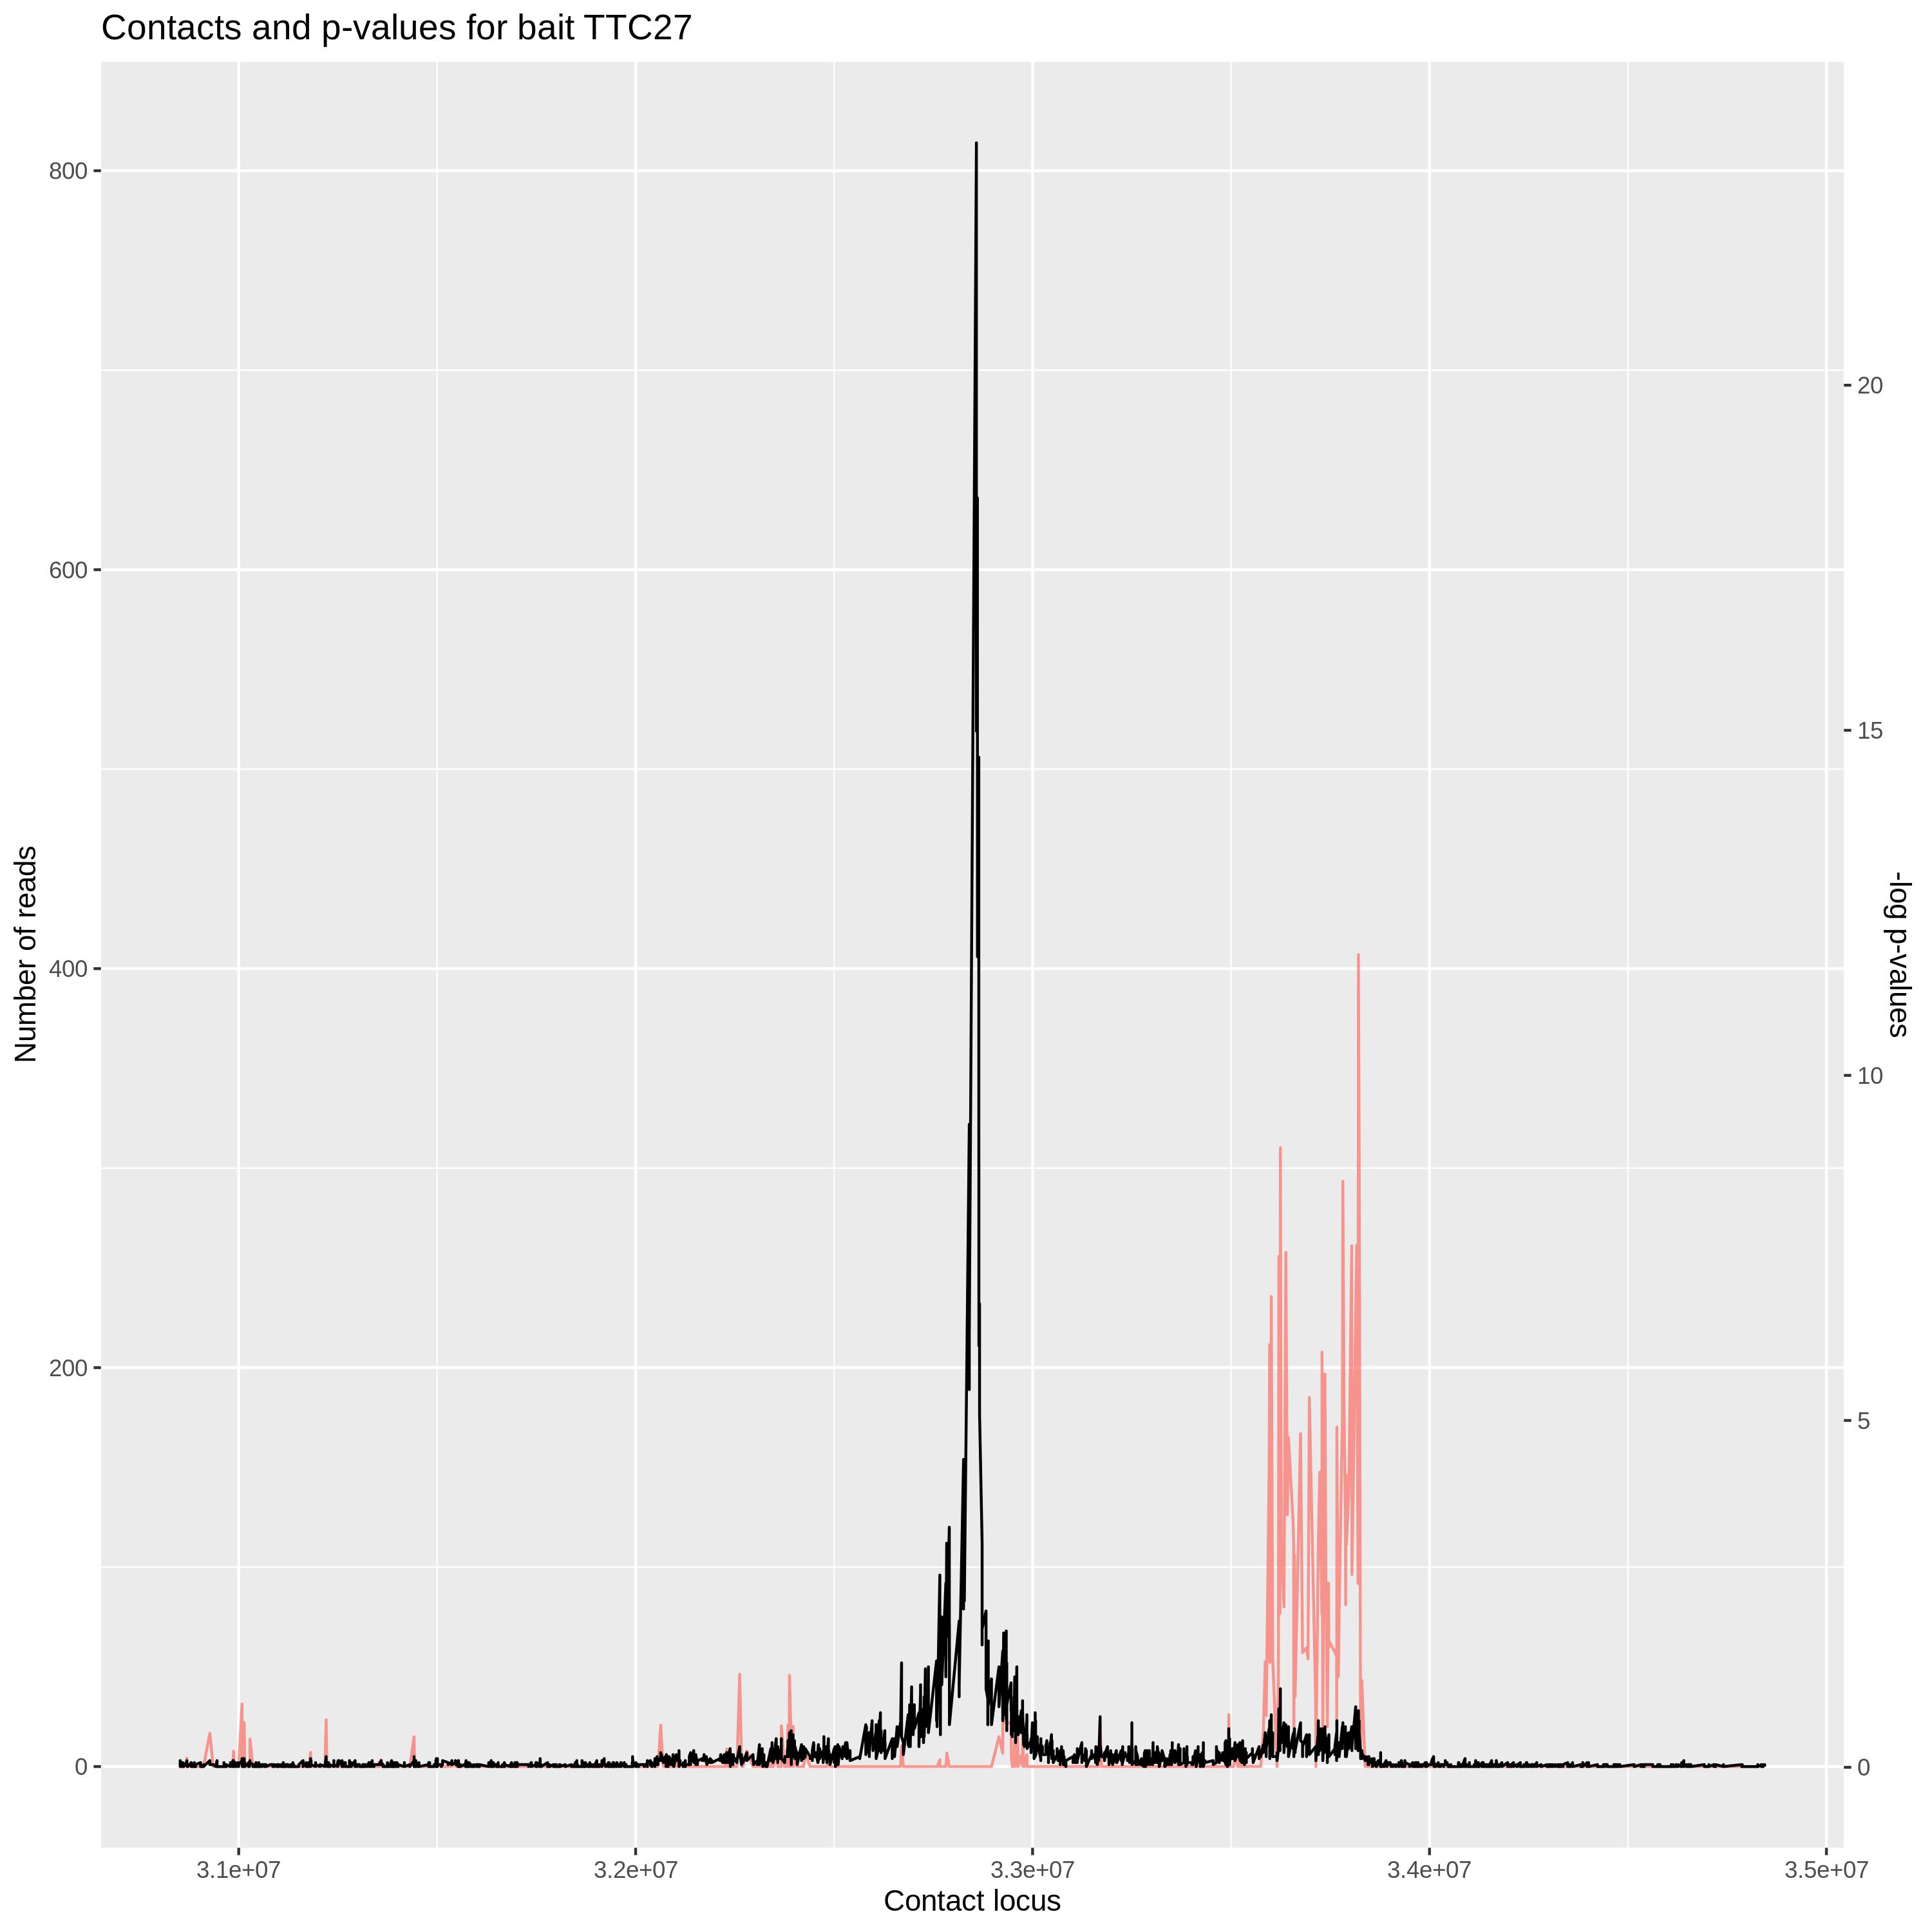 Contacts and p-values for bait TTC27
800
600
400
200
0
Number of reads
20
15
10
5
0
-log p-values
3.1e+07
3.2e+07
3.3e+07
3.4e+07
3.5e+07
Contact locus